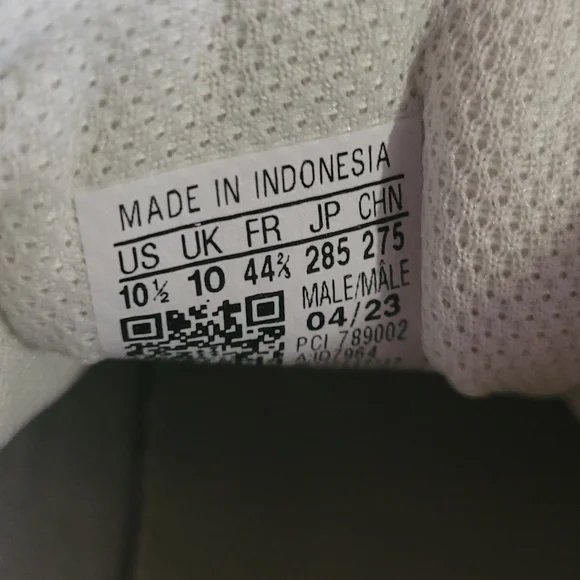 MADE IN INDONESIA
US UK FR JP CHN
10½ 10 44⅔ 285 275
MALE/MÂLE
04/23
PCI 789002